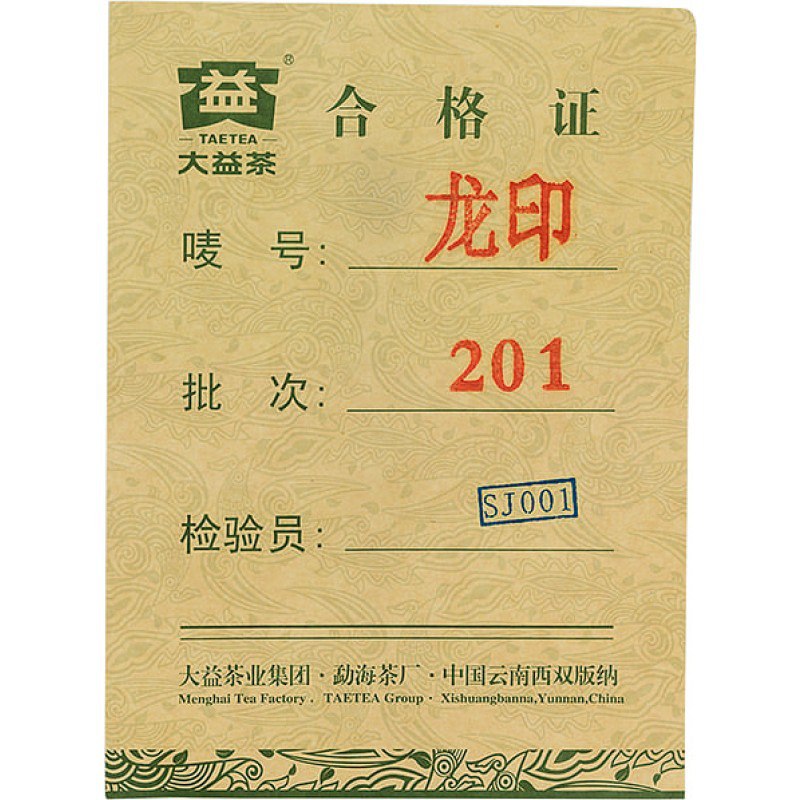 益®
TAETEA
大益茶
合格证
唛号：龙印
批次：201
检验员：SJ001
大益茶业集团·勐海茶厂·中国云南西双版纳
Menghai Tea Factory . TAETEA Group · Xishuangbanna,Yunnan,China